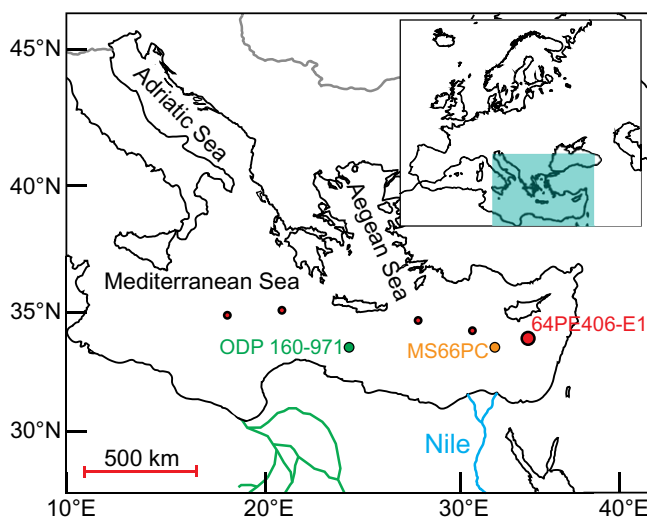 45°N
Adriatic Sea
40°N
Aegean Sea
Mediterranean Sea
35°N
64PE406-E1
ODP 160-971
MS66PC
30°N
Nile
500 km
10°E
20°E
30°E
40°E